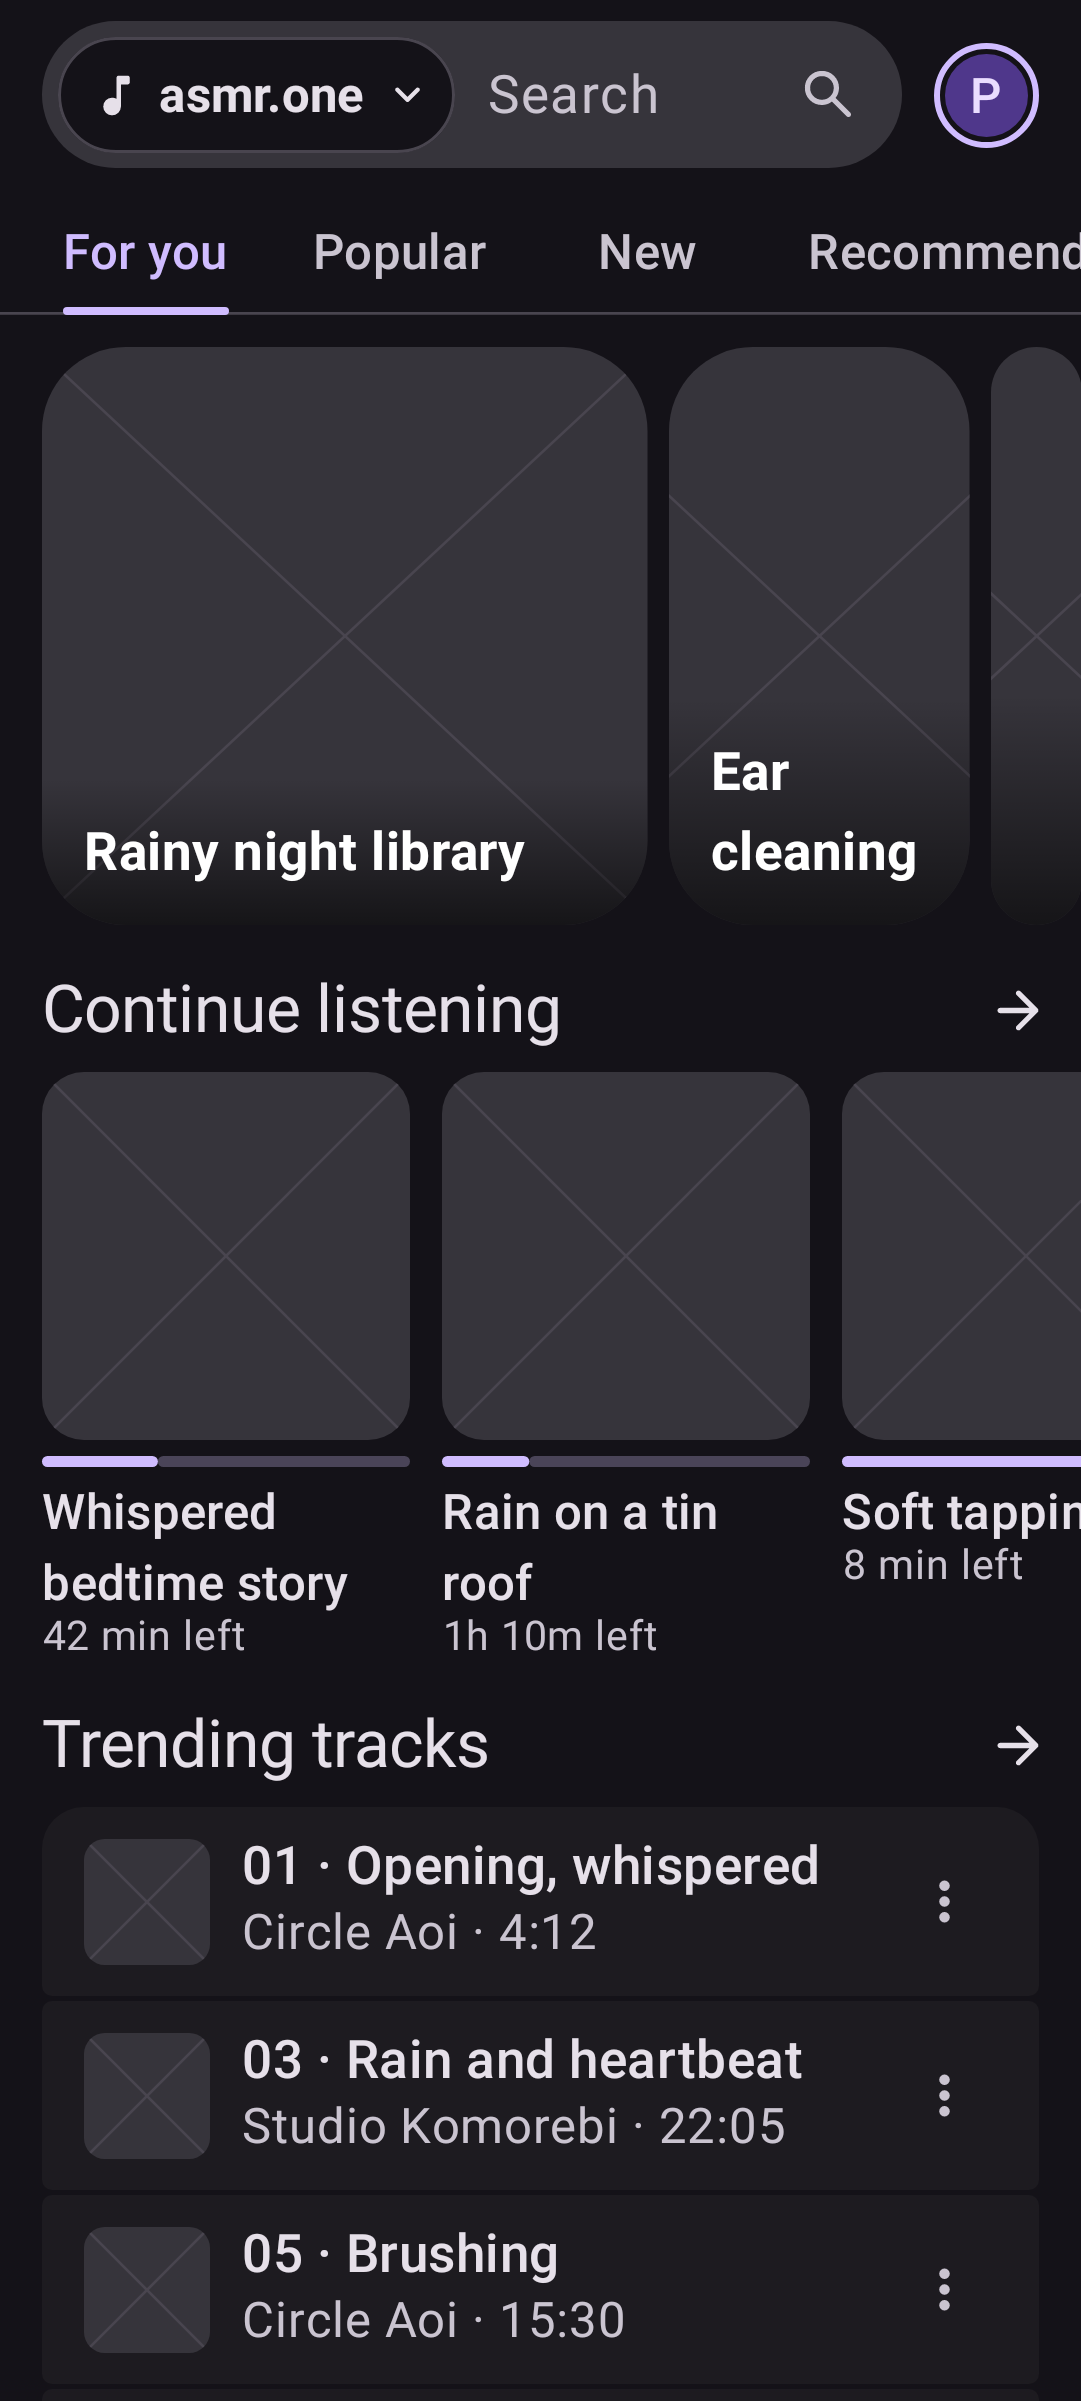 asmr.one
Search
P
For you
Popular
New
Recommend
Rainy night library
Ear
cleaning
Continue listening
Whispered
bedtime story
42 min left
Rain on a tin
roof
1h 10m left
Soft tappin
8 min left
Trending tracks
01 · Opening, whispered
Circle Aoi · 4:12
03 · Rain and heartbeat
Studio Komorebi · 22:05
05 · Brushing
Circle Aoi · 15:30